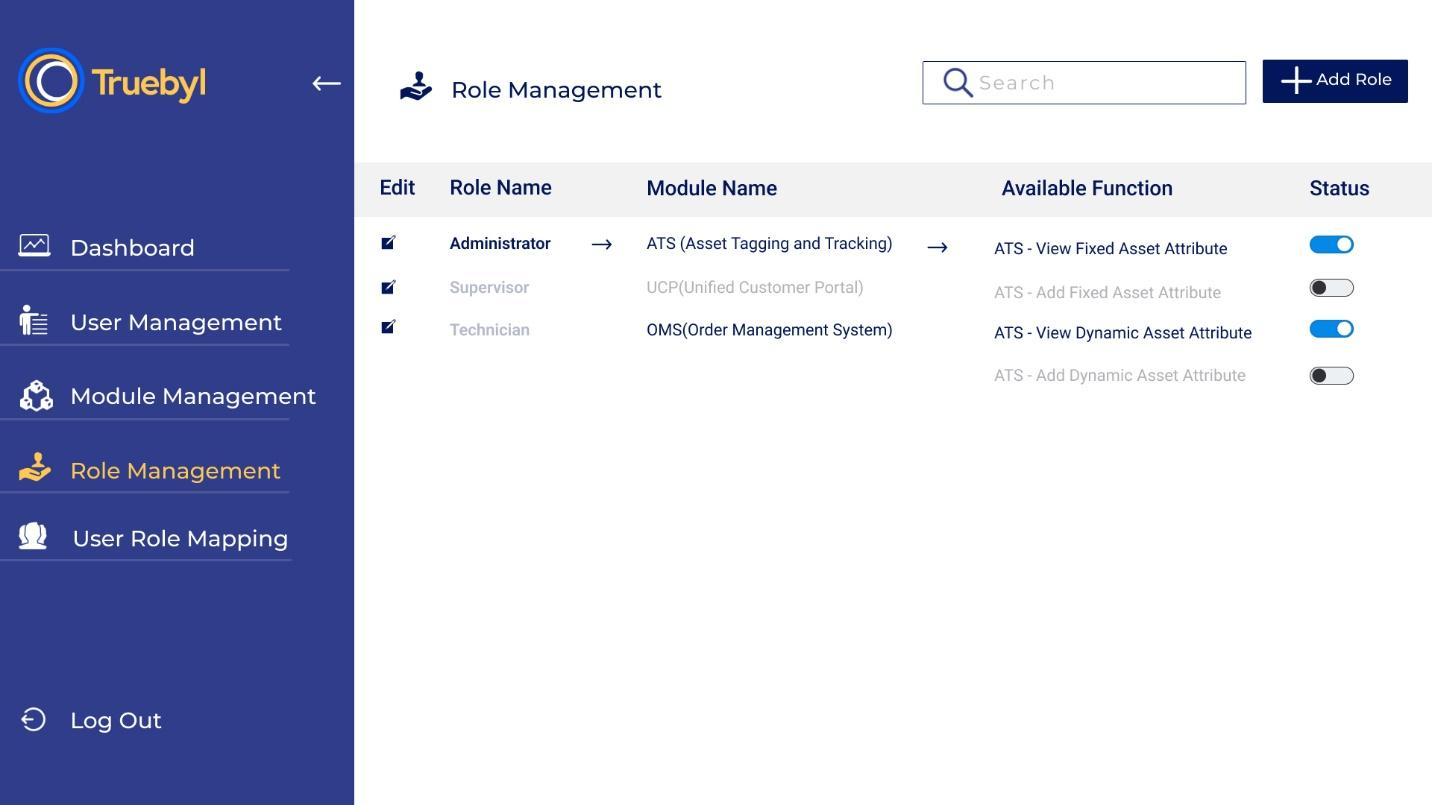 Truebyl
Role Management
Search
Add Role
Dashboard
User Management
Module Management
Role Management
User Role Mapping
Log Out
Edit Role Name Module Name Available Function Status
Administrator → ATS (Asset Tagging and Tracking) → ATS - View Fixed Asset Attribute
Supervisor UCP(Unified Customer Portal) ATS - Add Fixed Asset Attribute
Technician OMS(Order Management System) ATS - View Dynamic Asset Attribute
ATS - Add Dynamic Asset Attribute